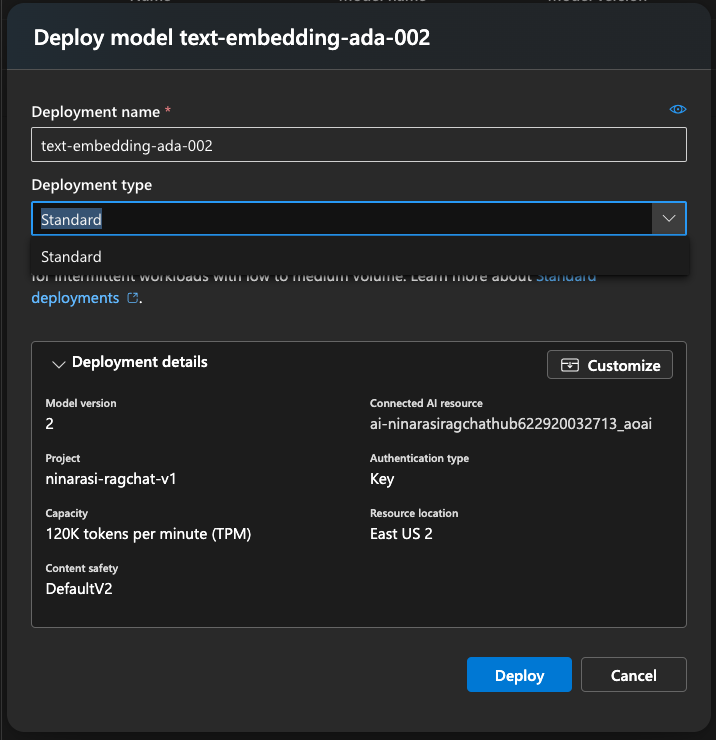 Deploy model text-embedding-ada-002
Deployment name *
text-embedding-ada-002
Deployment type
Standard
Standard
for intermittent workloads with low to medium volume. Learn more about Standard
deployments .
Deployment details
Customize
Model version
2
Connected AI resource
ai-ninarasiragchathub622920032713_aoai
Project
ninarasi-ragchat-v1
Authentication type
Key
Capacity
120K tokens per minute (TPM)
Resource location
East US 2
Content safety
DefaultV2
Deploy
Cancel